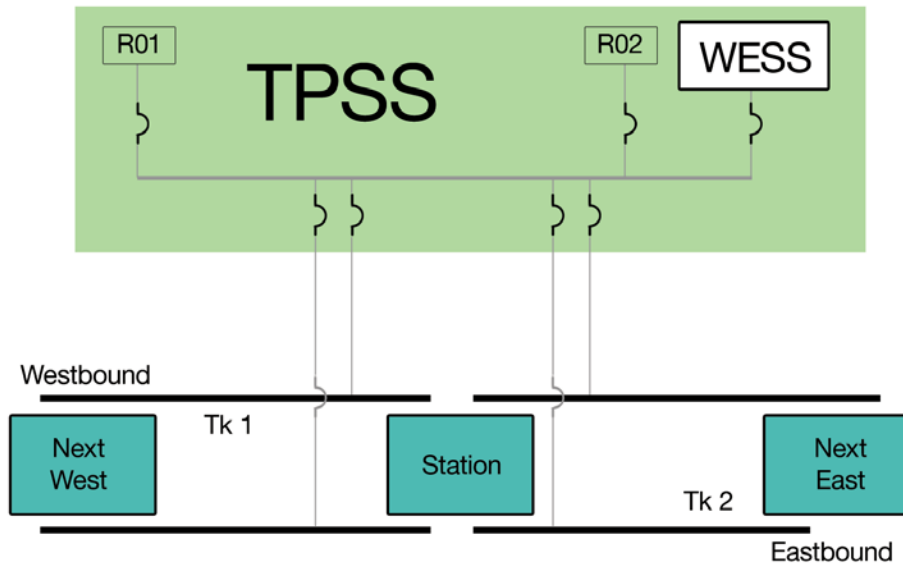 R01
TPSS
R02
WESS
Westbound
Tk 1
Next
West
Station
Next
East
Tk 2
Eastbound